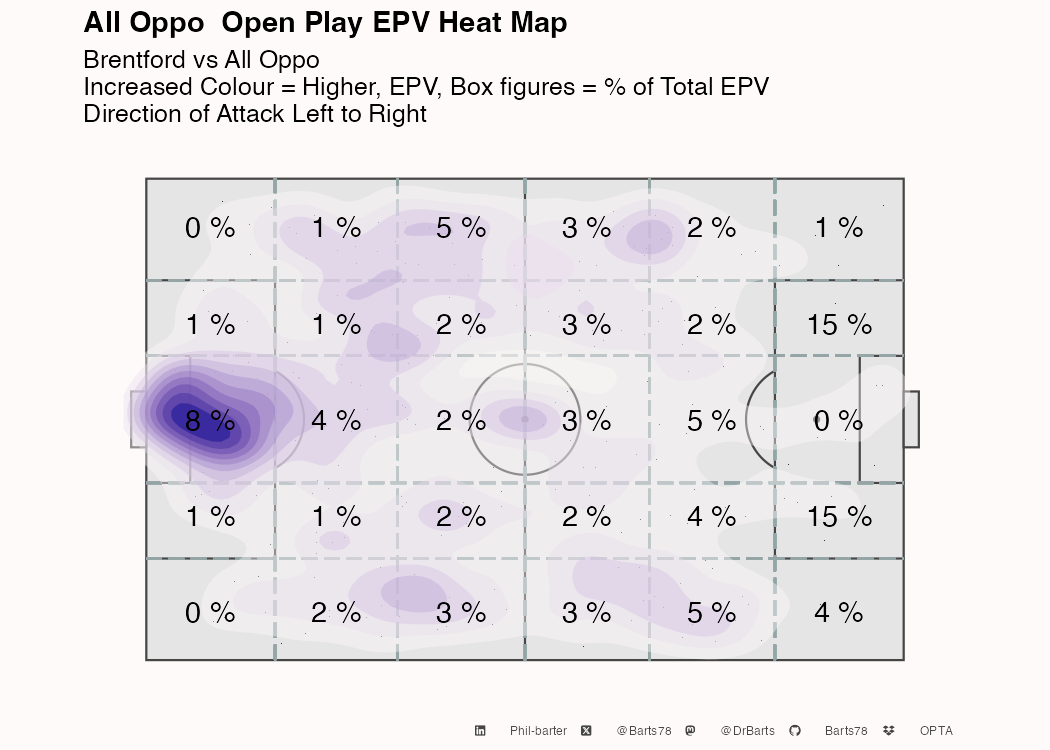 All Oppo  Open Play EPV Heat Map
Brentford vs All Oppo
Increased Colour = Higher, EPV, Box figures = % of Total EPV
Direction of Attack Left to Right
0 % 1 % 5 % 3 % 2 % 1 %
1 % 1 % 2 % 3 % 2 % 15 %
8 % 4 % 2 % 3 % 5 % 0 %
1 % 1 % 2 % 2 % 4 % 15 %
0 % 2 % 3 % 3 % 5 % 4 %
Phil-barter @Barts78 @DrBarts Barts78 OPTA